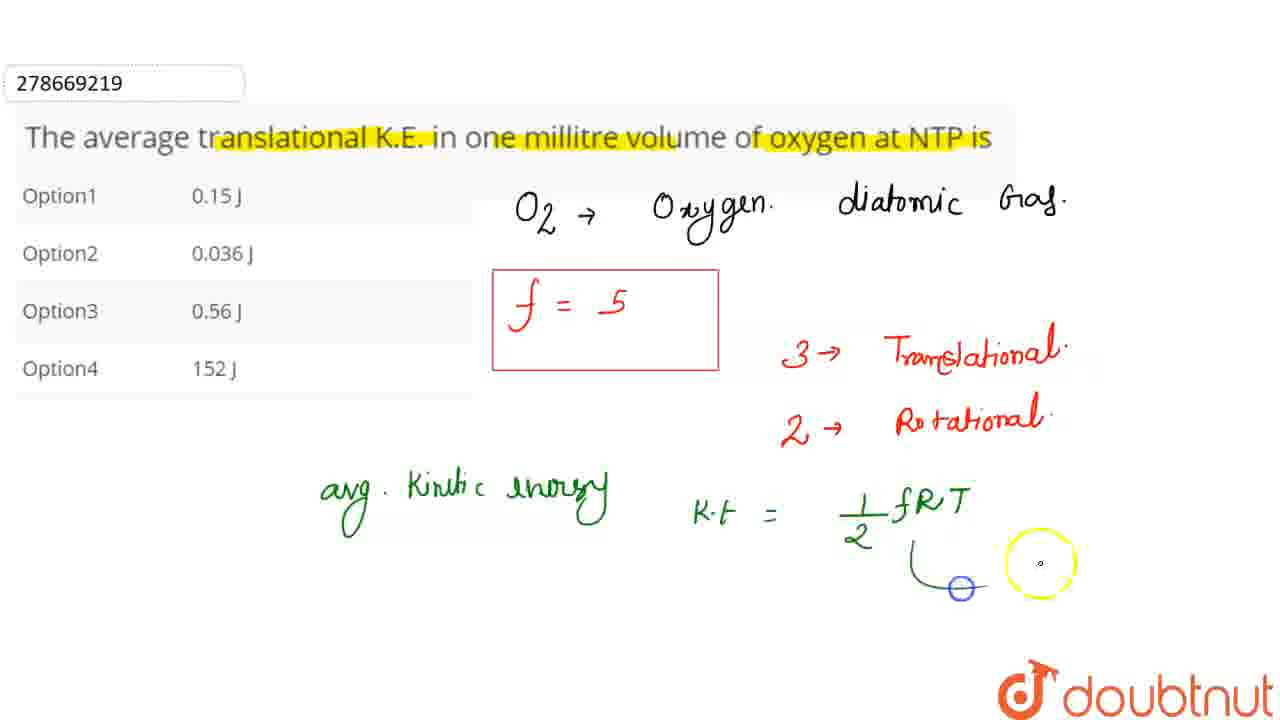 278669219
The average translational K.E. in one millitre volume of oxygen at NTP is
Option1 0.15 J
Option2 0.036 J
Option3 0.56 J
Option4 152 J
O2 → Oxygen. diatomic Gas.
f = 5
3 → Translational.
2 → Rotational.
avg. Kinetic energy K.E = 1/2 fRT
doubtnut